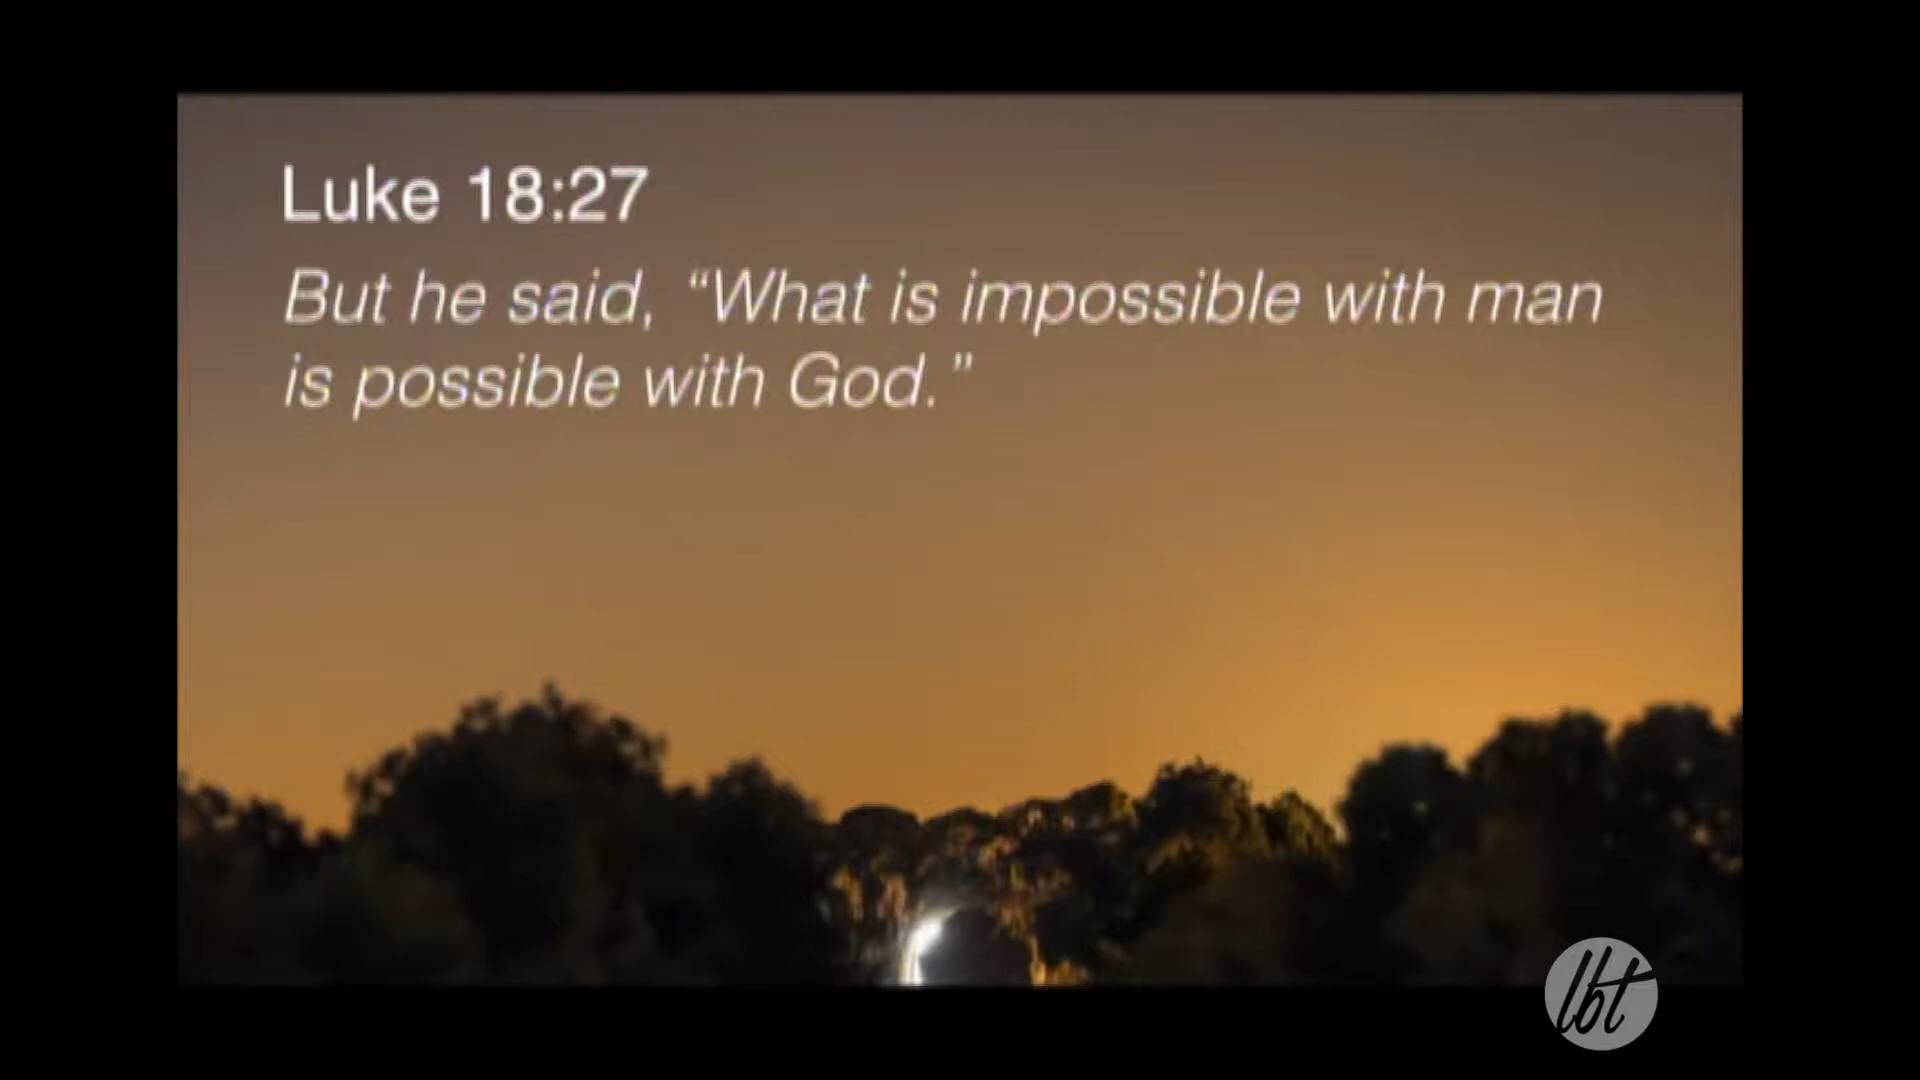 Luke 18:27
But he said, “What is impossible with man
is possible with God.”
lbt